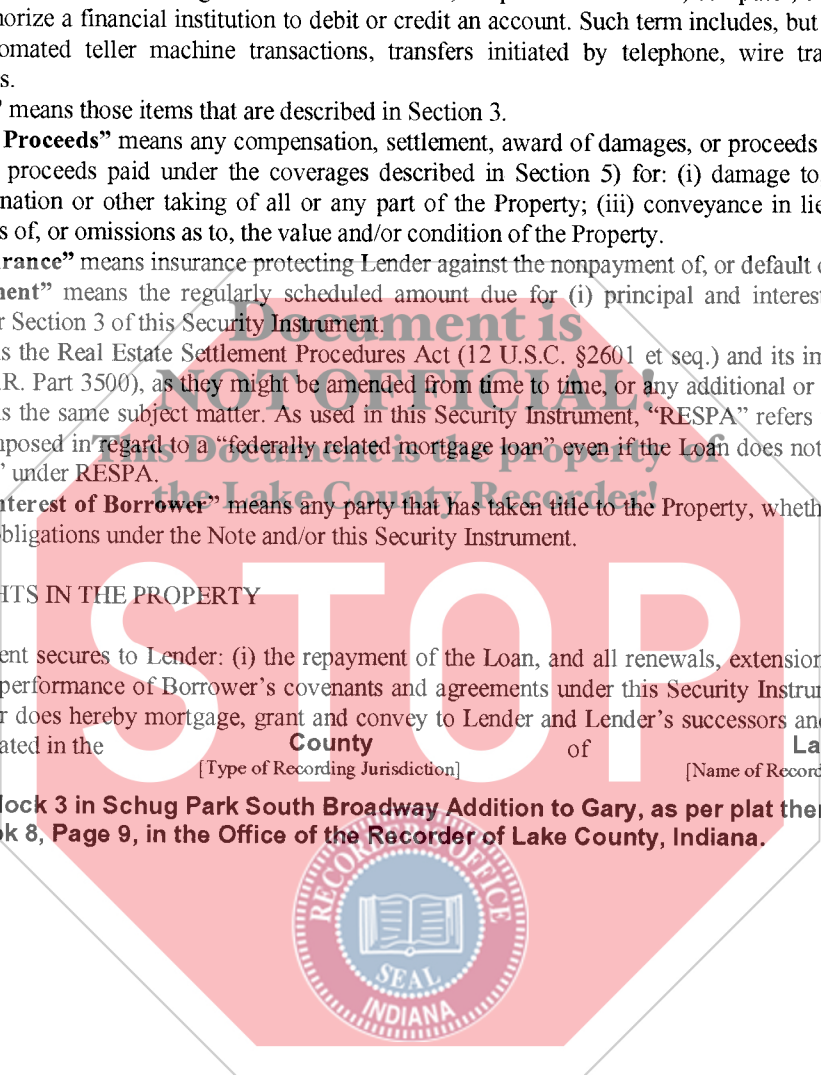 horize a financial institution to debit or credit an account. Such term includes, but
omated teller machine transactions, transfers initiated by telephone, wire tra
s.
” means those items that are described in Section 3.
Proceeds” means any compensation, settlement, award of damages, or proceeds
proceeds paid under the coverages described in Section 5) for: (i) damage to
nation or other taking of all or any part of the Property; (iii) conveyance in lie
s of, or omissions as to, the value and/or condition of the Property.
rance” means insurance protecting Lender against the nonpayment of, or default o
nent” means the regularly scheduled amount due for (i) principal and interest
r Section 3 of this Security Instrument.
Document is
s the Real Estate Settlement Procedures Act (12 U.S.C. §2601 et seq.) and its im
.R. Part 3500), as they might be amended from time to time, or any additional or
NOT OFFICIAL!
s the same subject matter. As used in this Security Instrument, “RESPA” refers
nposed in regard to a “federally related mortgage loan” even if the Loan does not
This Document is the property of
” under RESPA.
the Lake County Recorder!
nterest of Borrower” means any party that has taken title to the Property, wheth
bligations under the Note and/or this Security Instrument.
HTS IN THE PROPERTY
STOP
ent secures to Lender: (i) the repayment of the Loan, and all renewals, extension
performance of Borrower’s covenants and agreements under this Security Instrur
r does hereby mortgage, grant and convey to Lender and Lender’s successors and
ated in the County of La
[Type of Recording Jurisdiction] [Name of Record
lock 3 in Schug Park South Broadway Addition to Gary, as per plat ther
ok 8, Page 9, in the Office of the Recorder of Lake County, Indiana.
RECORDER'S OFFICE
SEAL
INDIANA